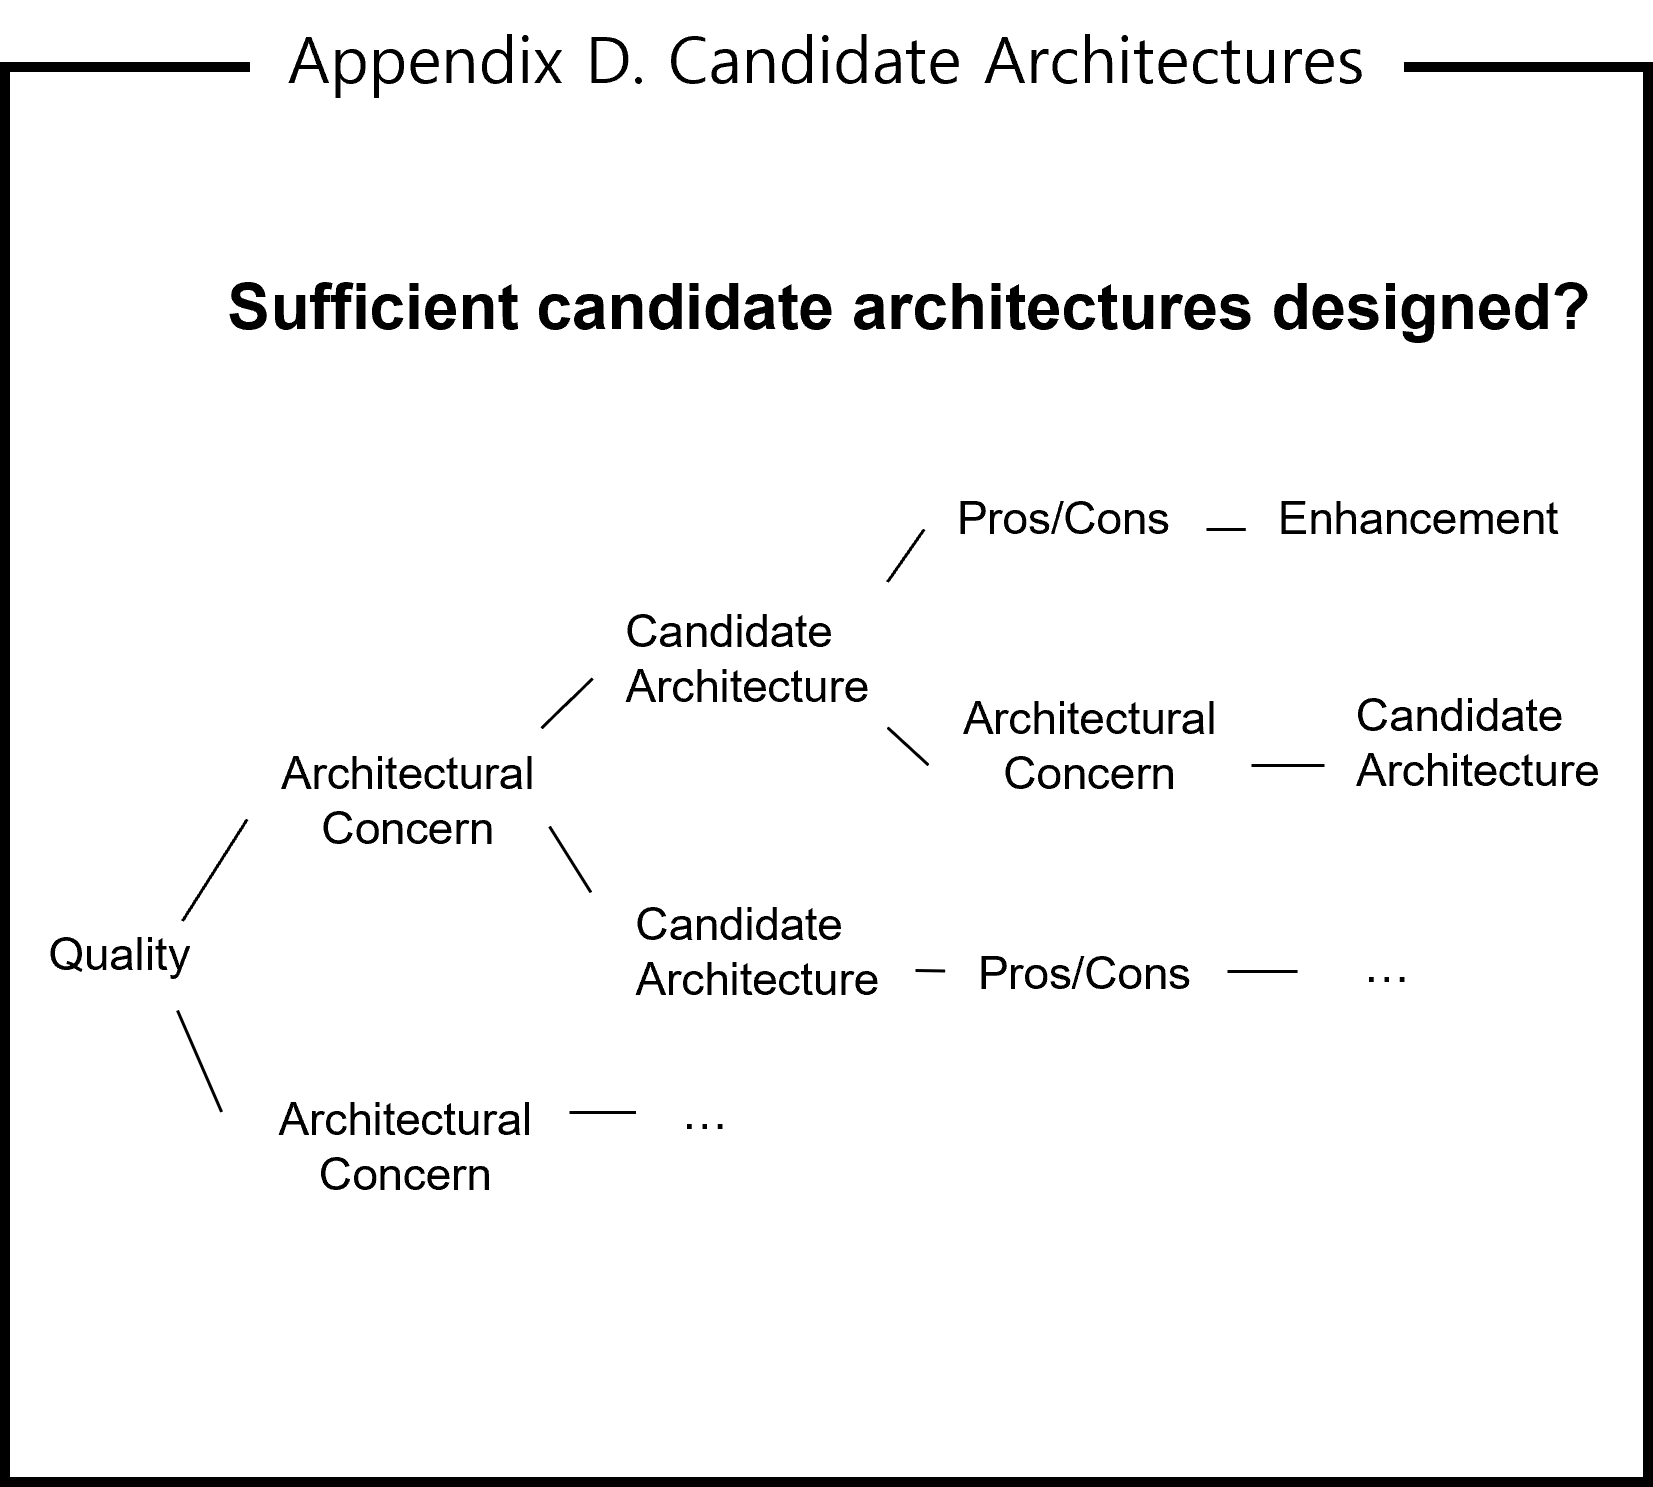 Appendix D. Candidate Architectures
Sufficient candidate architectures designed?
Pros/Cons
Enhancement
Candidate
Architecture
Architectural
Concern
Candidate
Architecture
Architectural
Concern
Candidate
Architecture
Pros/Cons
...
Quality
Architectural
Concern
...